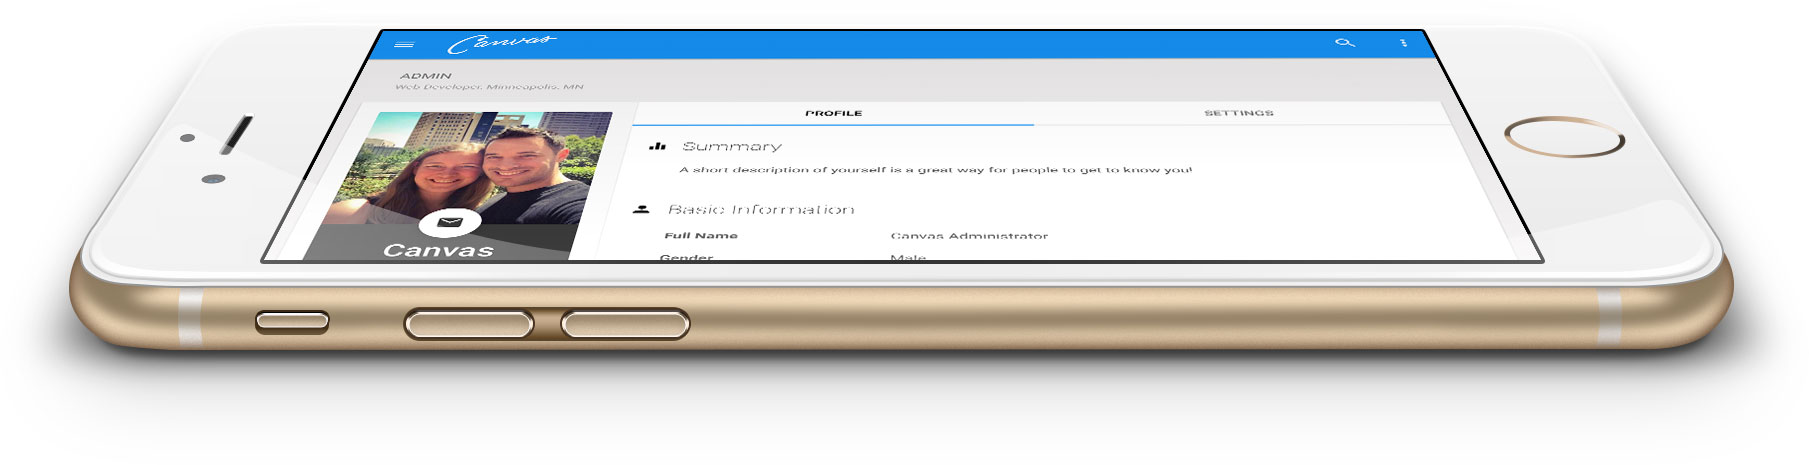 Canvas
ADMIN
Web Developer, Minneapolis, MN
PROFILE
SETTINGS
Summary
A short description of yourself is a great way for people to get to know you!
Basic Information
Full Name Canvas Administrator
Gender Male
Canvas